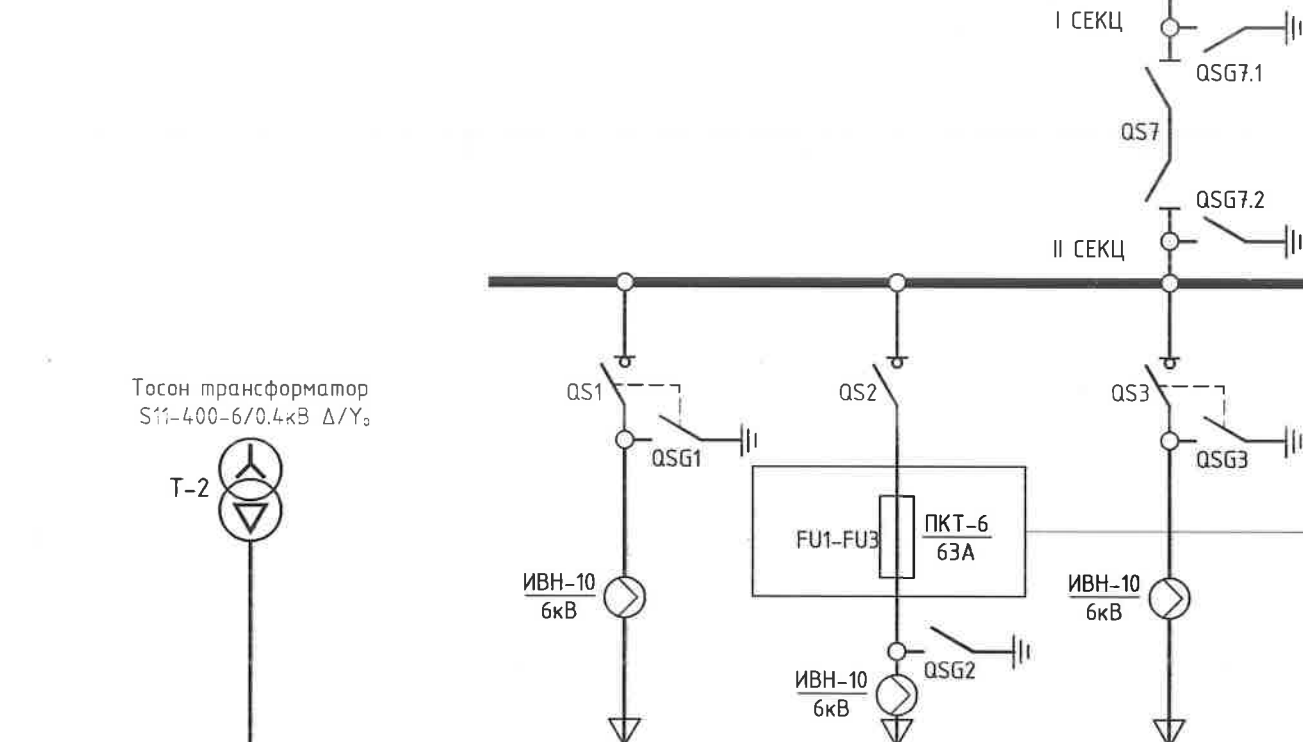 I СЕКЦ
QSG7.1
QS7
QSG7.2
II СЕКЦ
Тосон трансформатор
S11-400-6/0.4кВ Δ/Y₀
T-2
QS1
QSG1
QS2
QS3
QSG3
FU1-FU3
ПКТ-6
63А
ИВН-10
6кВ
ИВН-10
6кВ
QSG2
ИВН-10
6кВ